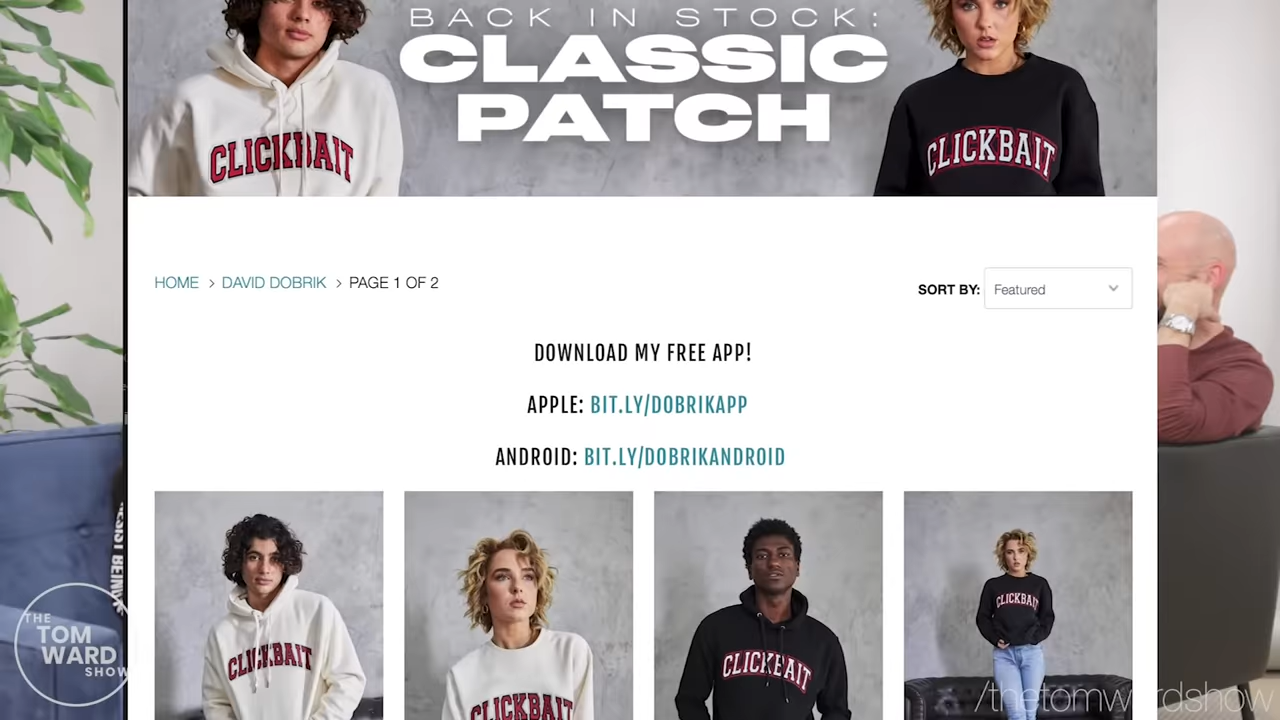 BACK IN STOCK:
CLASSIC
PATCH
CLICKBAIT
CLICKBAIT
HOME > DAVID DOBRIK > PAGE 1 OF 2
SORT BY: Featured
DOWNLOAD MY FREE APP!
APPLE: BIT.LY/DOBRIKAPP
ANDROID: BIT.LY/DOBRIKANDROID
CLICKBAIT
CLICKBAIT
CLICKBAIT
CLICKBAIT
THE
TOM
WARD
SHOW
/thetomwardshow